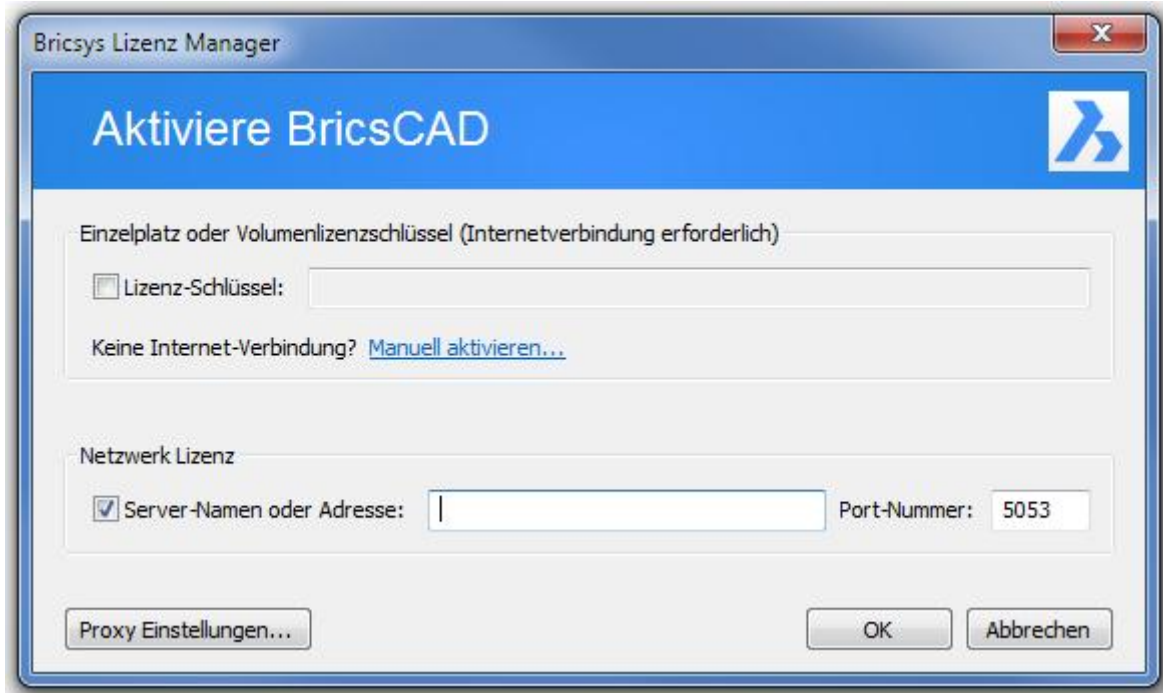 Bricsys Lizenz Manager
Aktiviere BricsCAD
Einzelplatz oder Volumenlizenzschlüssel (Internetverbindung erforderlich)
Lizenz-Schlüssel:
Keine Internet-Verbindung? Manuell aktivieren...
Netzwerk Lizenz
Server-Namen oder Adresse: Port-Nummer: 5053
Proxy Einstellungen... OK Abbrechen